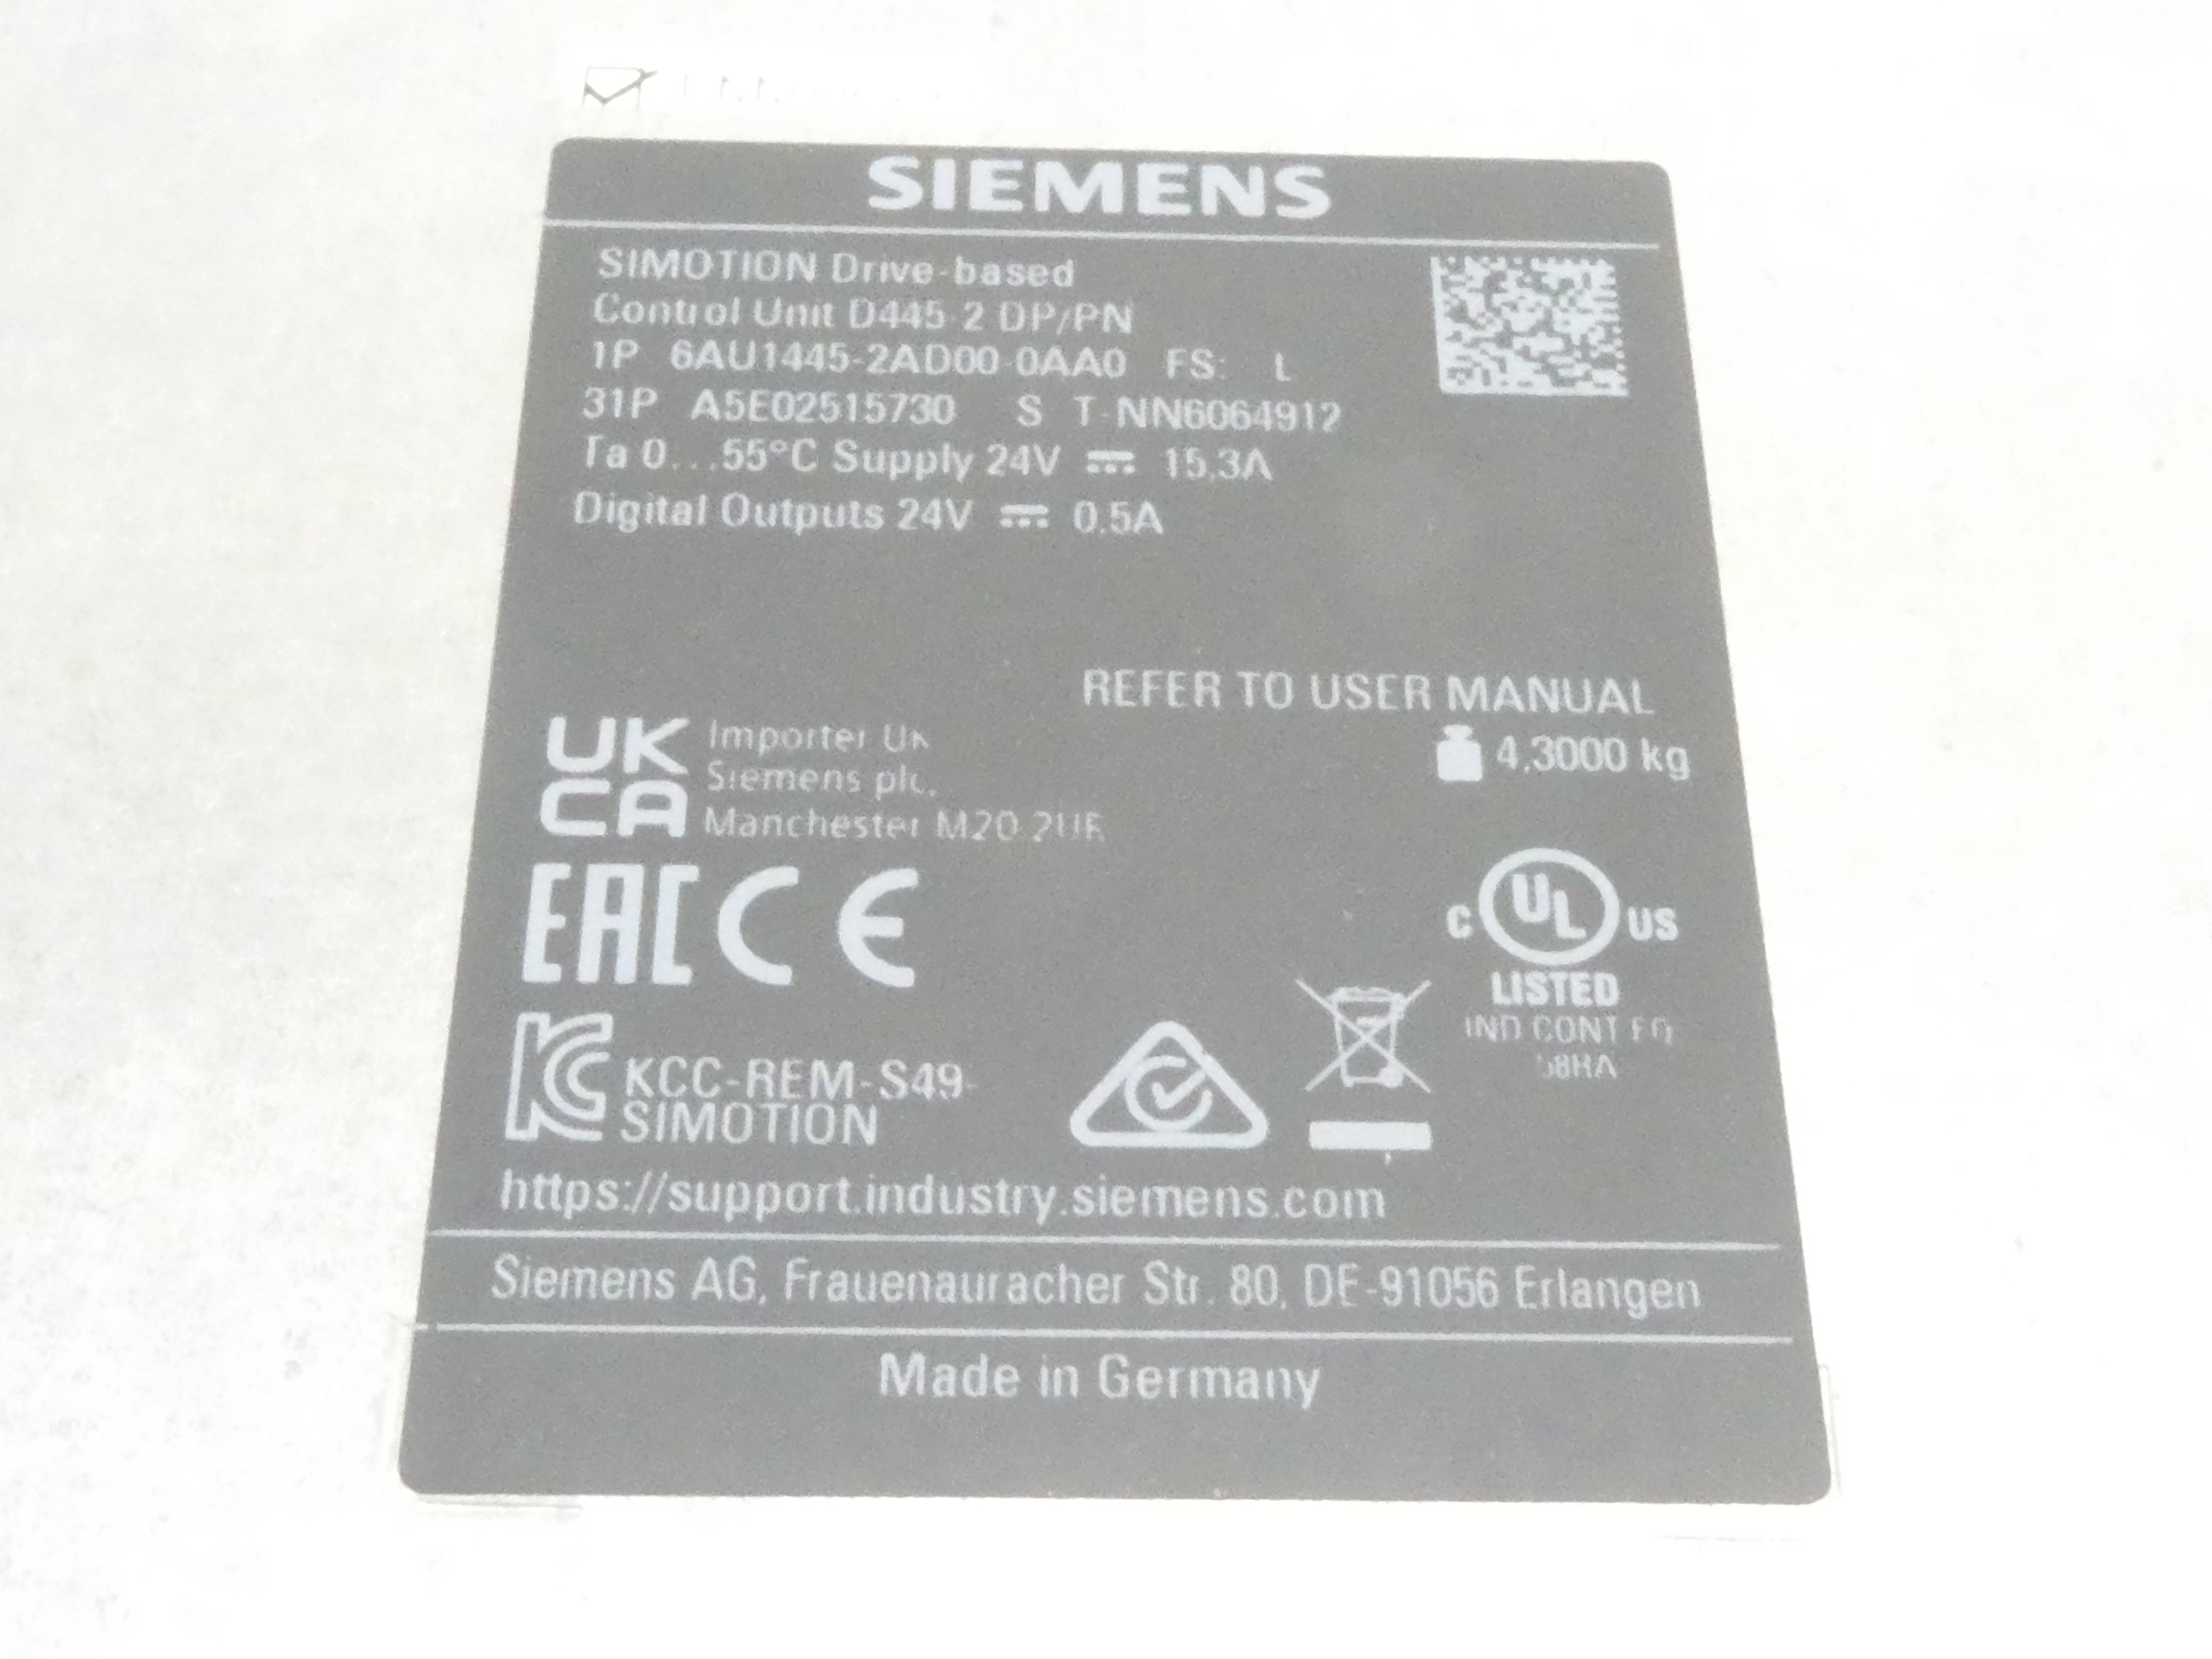 SIEMENS
SIMOTION Drive-based
Control Unit D445-2 DP/PN
1P 6AU1445-2AD00-0AA0 FS: L
31P A5E02515730 S T-NN6064912
Ta 0...55°C Supply 24V ⎓ 15,3A
Digital Outputs 24V ⎓ 0,5A
REFER TO USER MANUAL
4,3000 kg
UK
CA
Importer UK
Siemens plc,
Manchester M20
EAC CE
C UL US
LISTED
IND CONT EQ
KCC-REM-S49-
SIMOTION
https://support.industry.siemens.com
Siemens AG, Frauenauracher Str. 80, DE-91056 Erlangen
Made in Germany